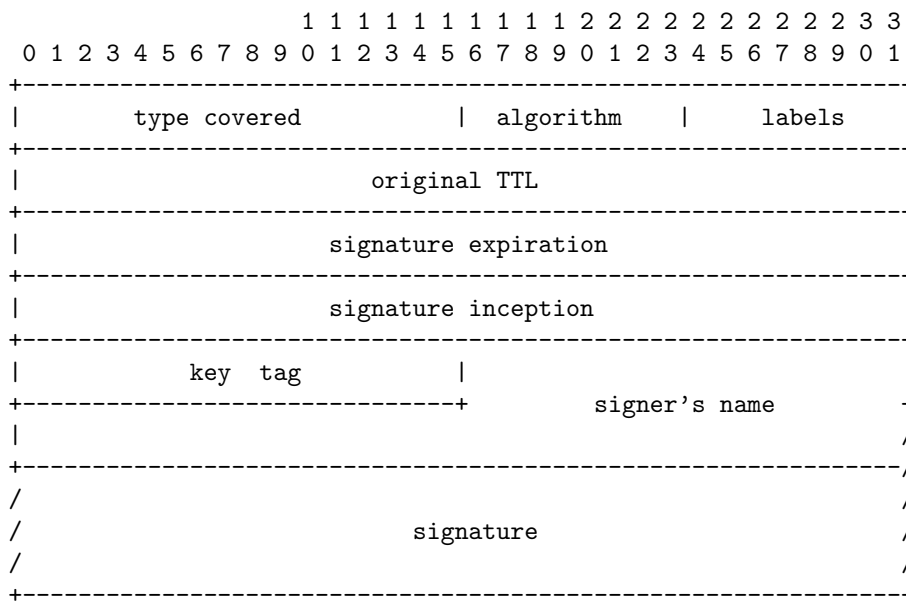 1 1 1 1 1 1 1 1 1 1 2 2 2 2 2 2 2 2 2 2 3 3
0 1 2 3 4 5 6 7 8 9 0 1 2 3 4 5 6 7 8 9 0 1 2 3 4 5 6 7 8 9 0 1
type covered | algorithm | labels
original TTL
signature expiration
signature inception
key tag
signer's name
signature